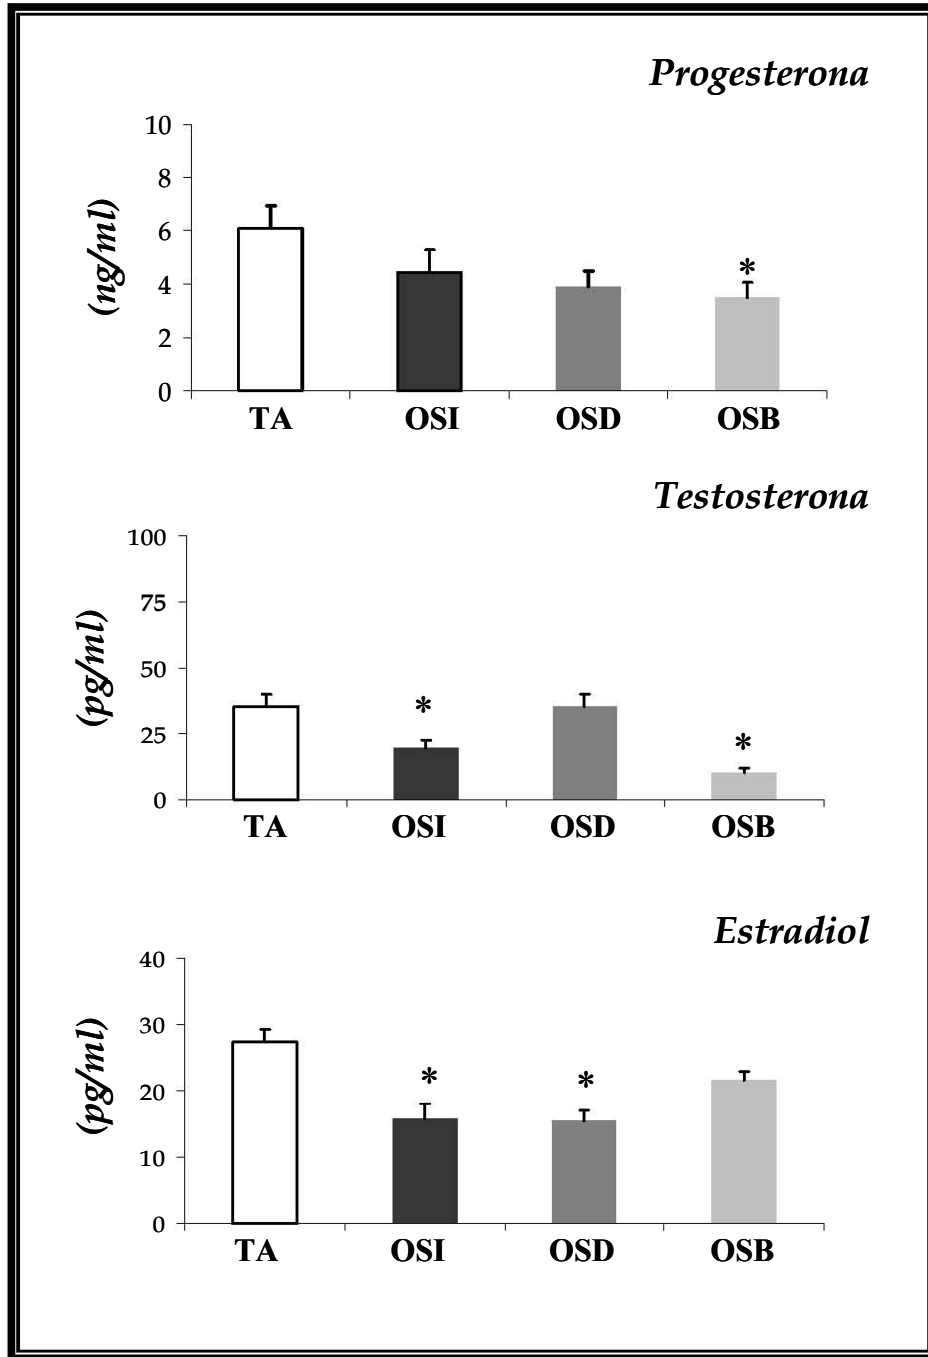 Progesterona
10
8
6
4
2
0
(ng/ml)
*
TA OSI OSD OSB
Testosterona
100
75
50
25
0
(pg/ml)
* *
TA OSI OSD OSB
Estradiol
40
30
20
10
0
(pg/ml)
* *
TA OSI OSD OSB